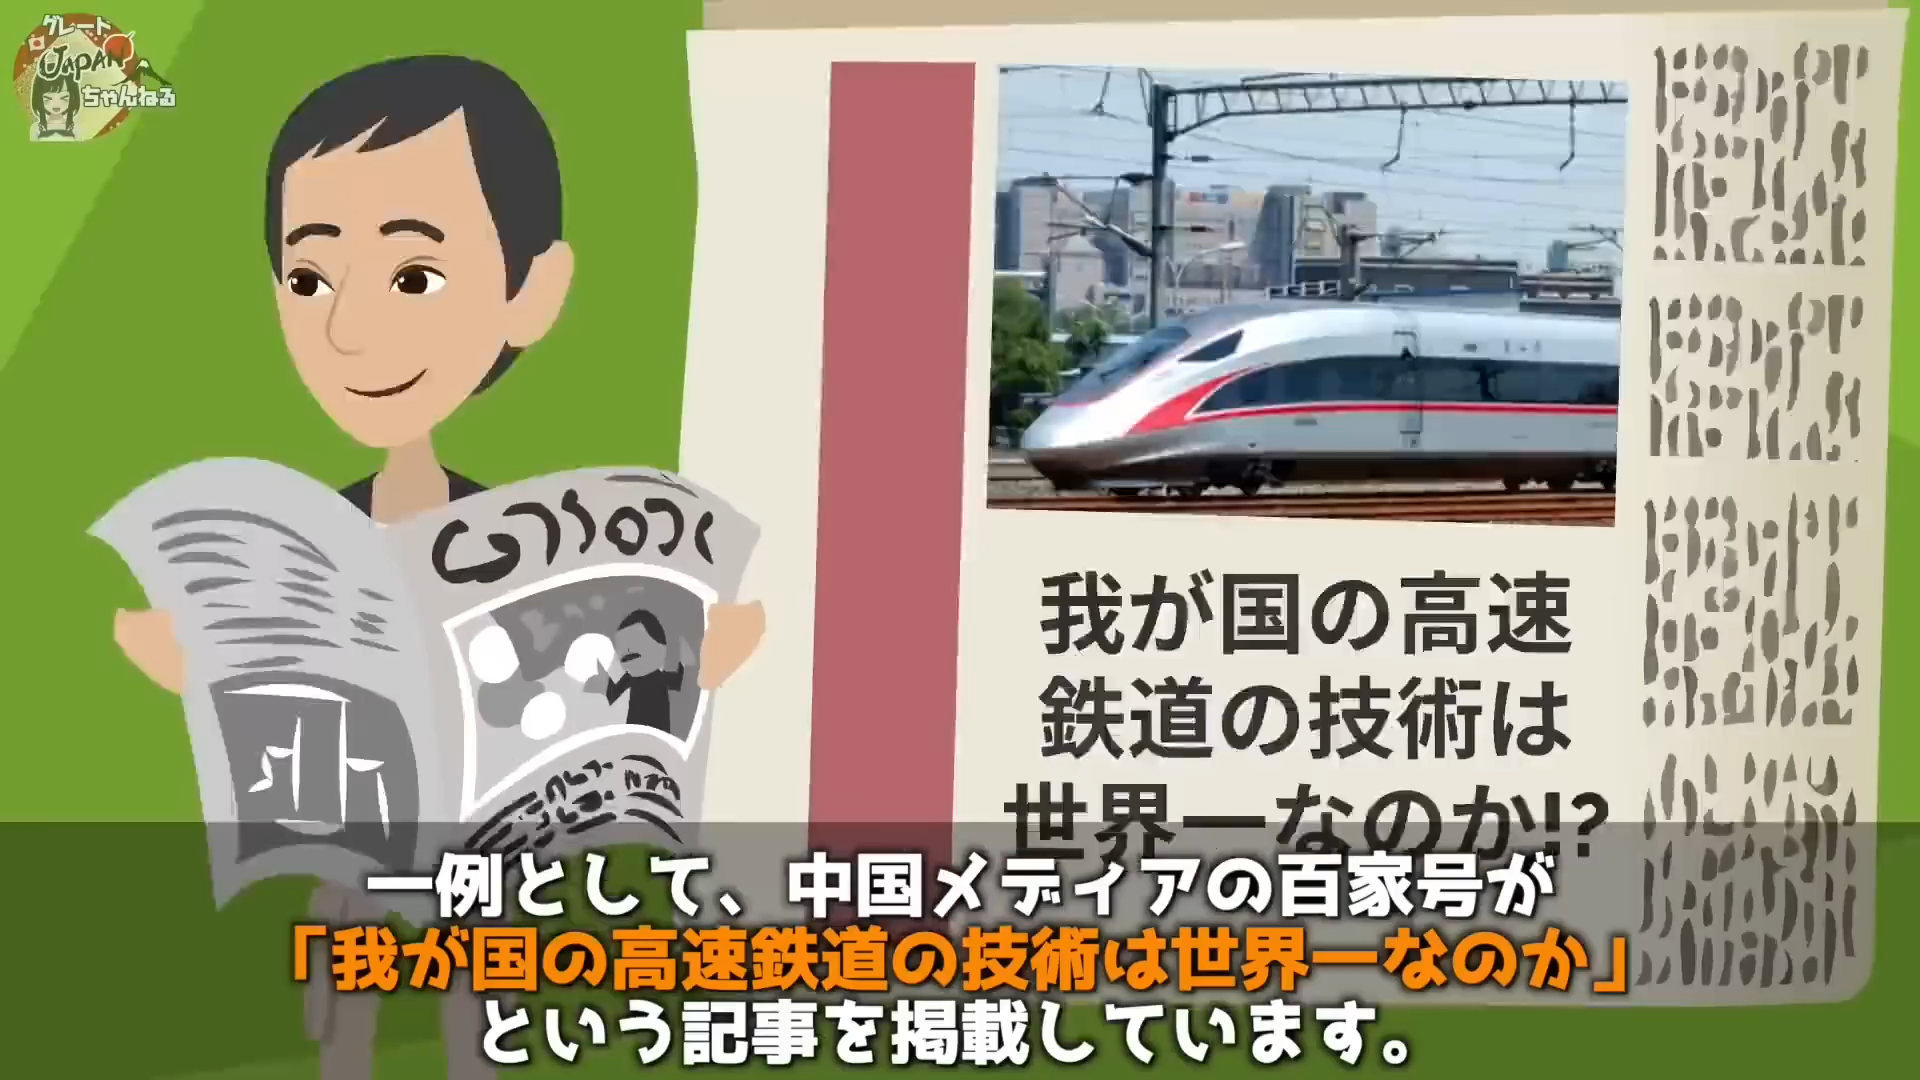 グレート
JAPAN
ちゃんねる
我が国の高速
鉄道の技術は
世界一なのか!?
一例として、中国メディアの百家号が
「我が国の高速鉄道の技術は世界一なのか」
という記事を掲載しています。